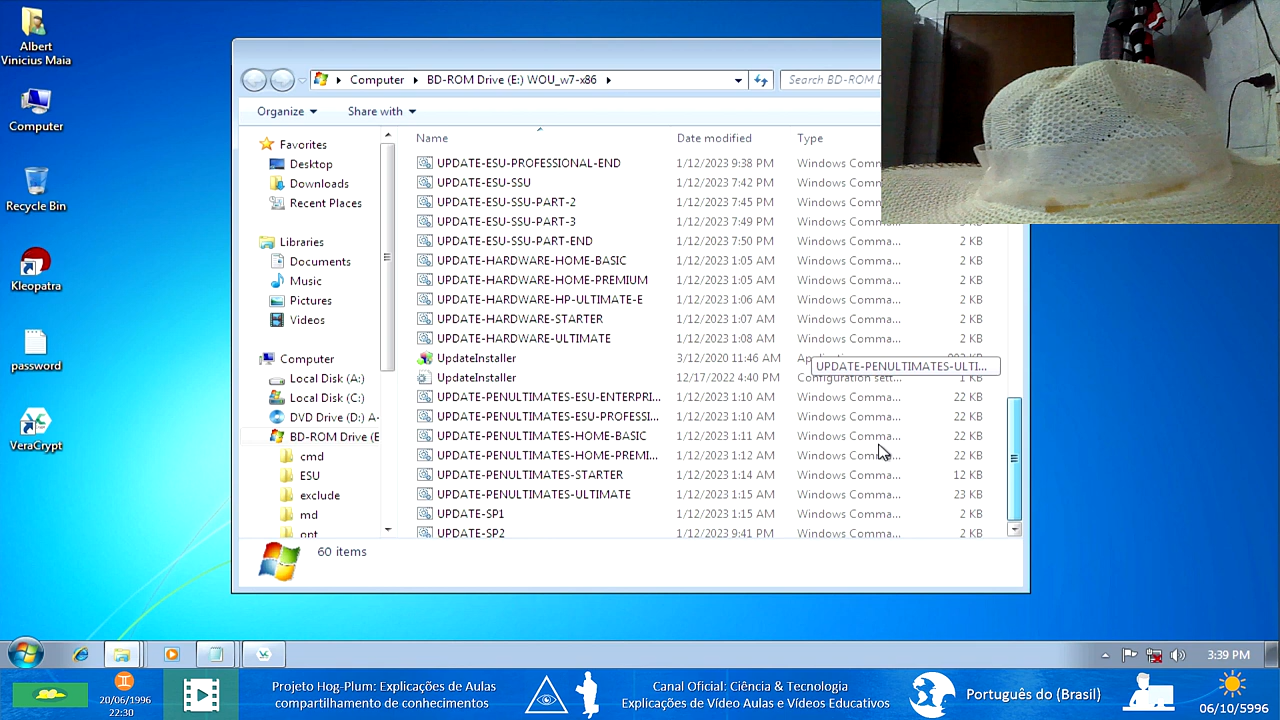 Albert
Vinicius Maia
Computer
Recycle Bin
Kleopatra
password
VeraCrypt
Computer
BD-ROM Drive (E:) WOU_w7-x86
Search BD-ROM D
Organize
Share with
Favorites
Desktop
Downloads
Recent Places
Libraries
Documents
Music
Pictures
Videos
Computer
Local Disk (A:)
Local Disk (C:)
DVD Drive (D:) A-
BD-ROM Drive (E
cmd
ESU
exclude
md
opt
Name Date modified Type
UPDATE-ESU-PROFESSIONAL-END 1/12/2023 9:38 PM Windows Comma
UPDATE-ESU-SSU 1/12/2023 7:42 PM Windows Comma
UPDATE-ESU-SSU-PART-2 1/12/2023 7:45 PM Windows Comma
UPDATE-ESU-SSU-PART-3 1/12/2023 7:49 PM Windows Comma... 2 KB
UPDATE-ESU-SSU-PART-END 1/12/2023 7:50 PM Windows Comma... 2 KB
UPDATE-HARDWARE-HOME-BASIC 1/12/2023 1:05 AM Windows Comma... 2 KB
UPDATE-HARDWARE-HOME-PREMIUM 1/12/2023 1:06 AM Windows Comma... 2 KB
UPDATE-HARDWARE-HP-ULTIMATE-E 1/12/2023 1:06 AM Windows Comma... 2 KB
UPDATE-HARDWARE-STARTER 1/12/2023 1:07 AM Windows Comma... 2 KB
UPDATE-HARDWARE-ULTIMATE 1/12/2023 1:08 AM Windows Comma... 2 KB
UpdateInstaller 3/12/2020 11:46 AM
UPDATE-PENULTIMATES-ULTI...
UpdateInstaller 12/17/2022 4:40 PM Configuration sett... 1 KB
UPDATE-PENULTIMATES-ESU-ENTERPRI... 1/12/2023 1:10 AM Windows Comma... 22 KB
UPDATE-PENULTIMATES-ESU-PROFESSI... 1/12/2023 1:10 AM Windows Comma... 22 KB
UPDATE-PENULTIMATES-HOME-BASIC 1/12/2023 1:11 AM Windows Comma... 22 KB
UPDATE-PENULTIMATES-HOME-PREMI... 1/12/2023 1:12 AM Windows Comma... 22 KB
UPDATE-PENULTIMATES-STARTER 1/12/2023 1:14 AM Windows Comma... 12 KB
UPDATE-PENULTIMATES-ULTIMATE 1/12/2023 1:15 AM Windows Comma... 23 KB
UPDATE-SP1 1/12/2023 1:15 AM Windows Comma... 2 KB
UPDATE-SP2 1/12/2023 9:41 PM Windows Comma... 2 KB
60 items
3:39 PM
20/06/1996
22:30
Projeto Hog-Plum: Explicações de Aulas
compartilhamento de conhecimentos
Canal Oficial: Ciência & Tecnologia
Explicações de Vídeo Aulas e Vídeos Educativos
Português do (Brasil)
06/10/5996